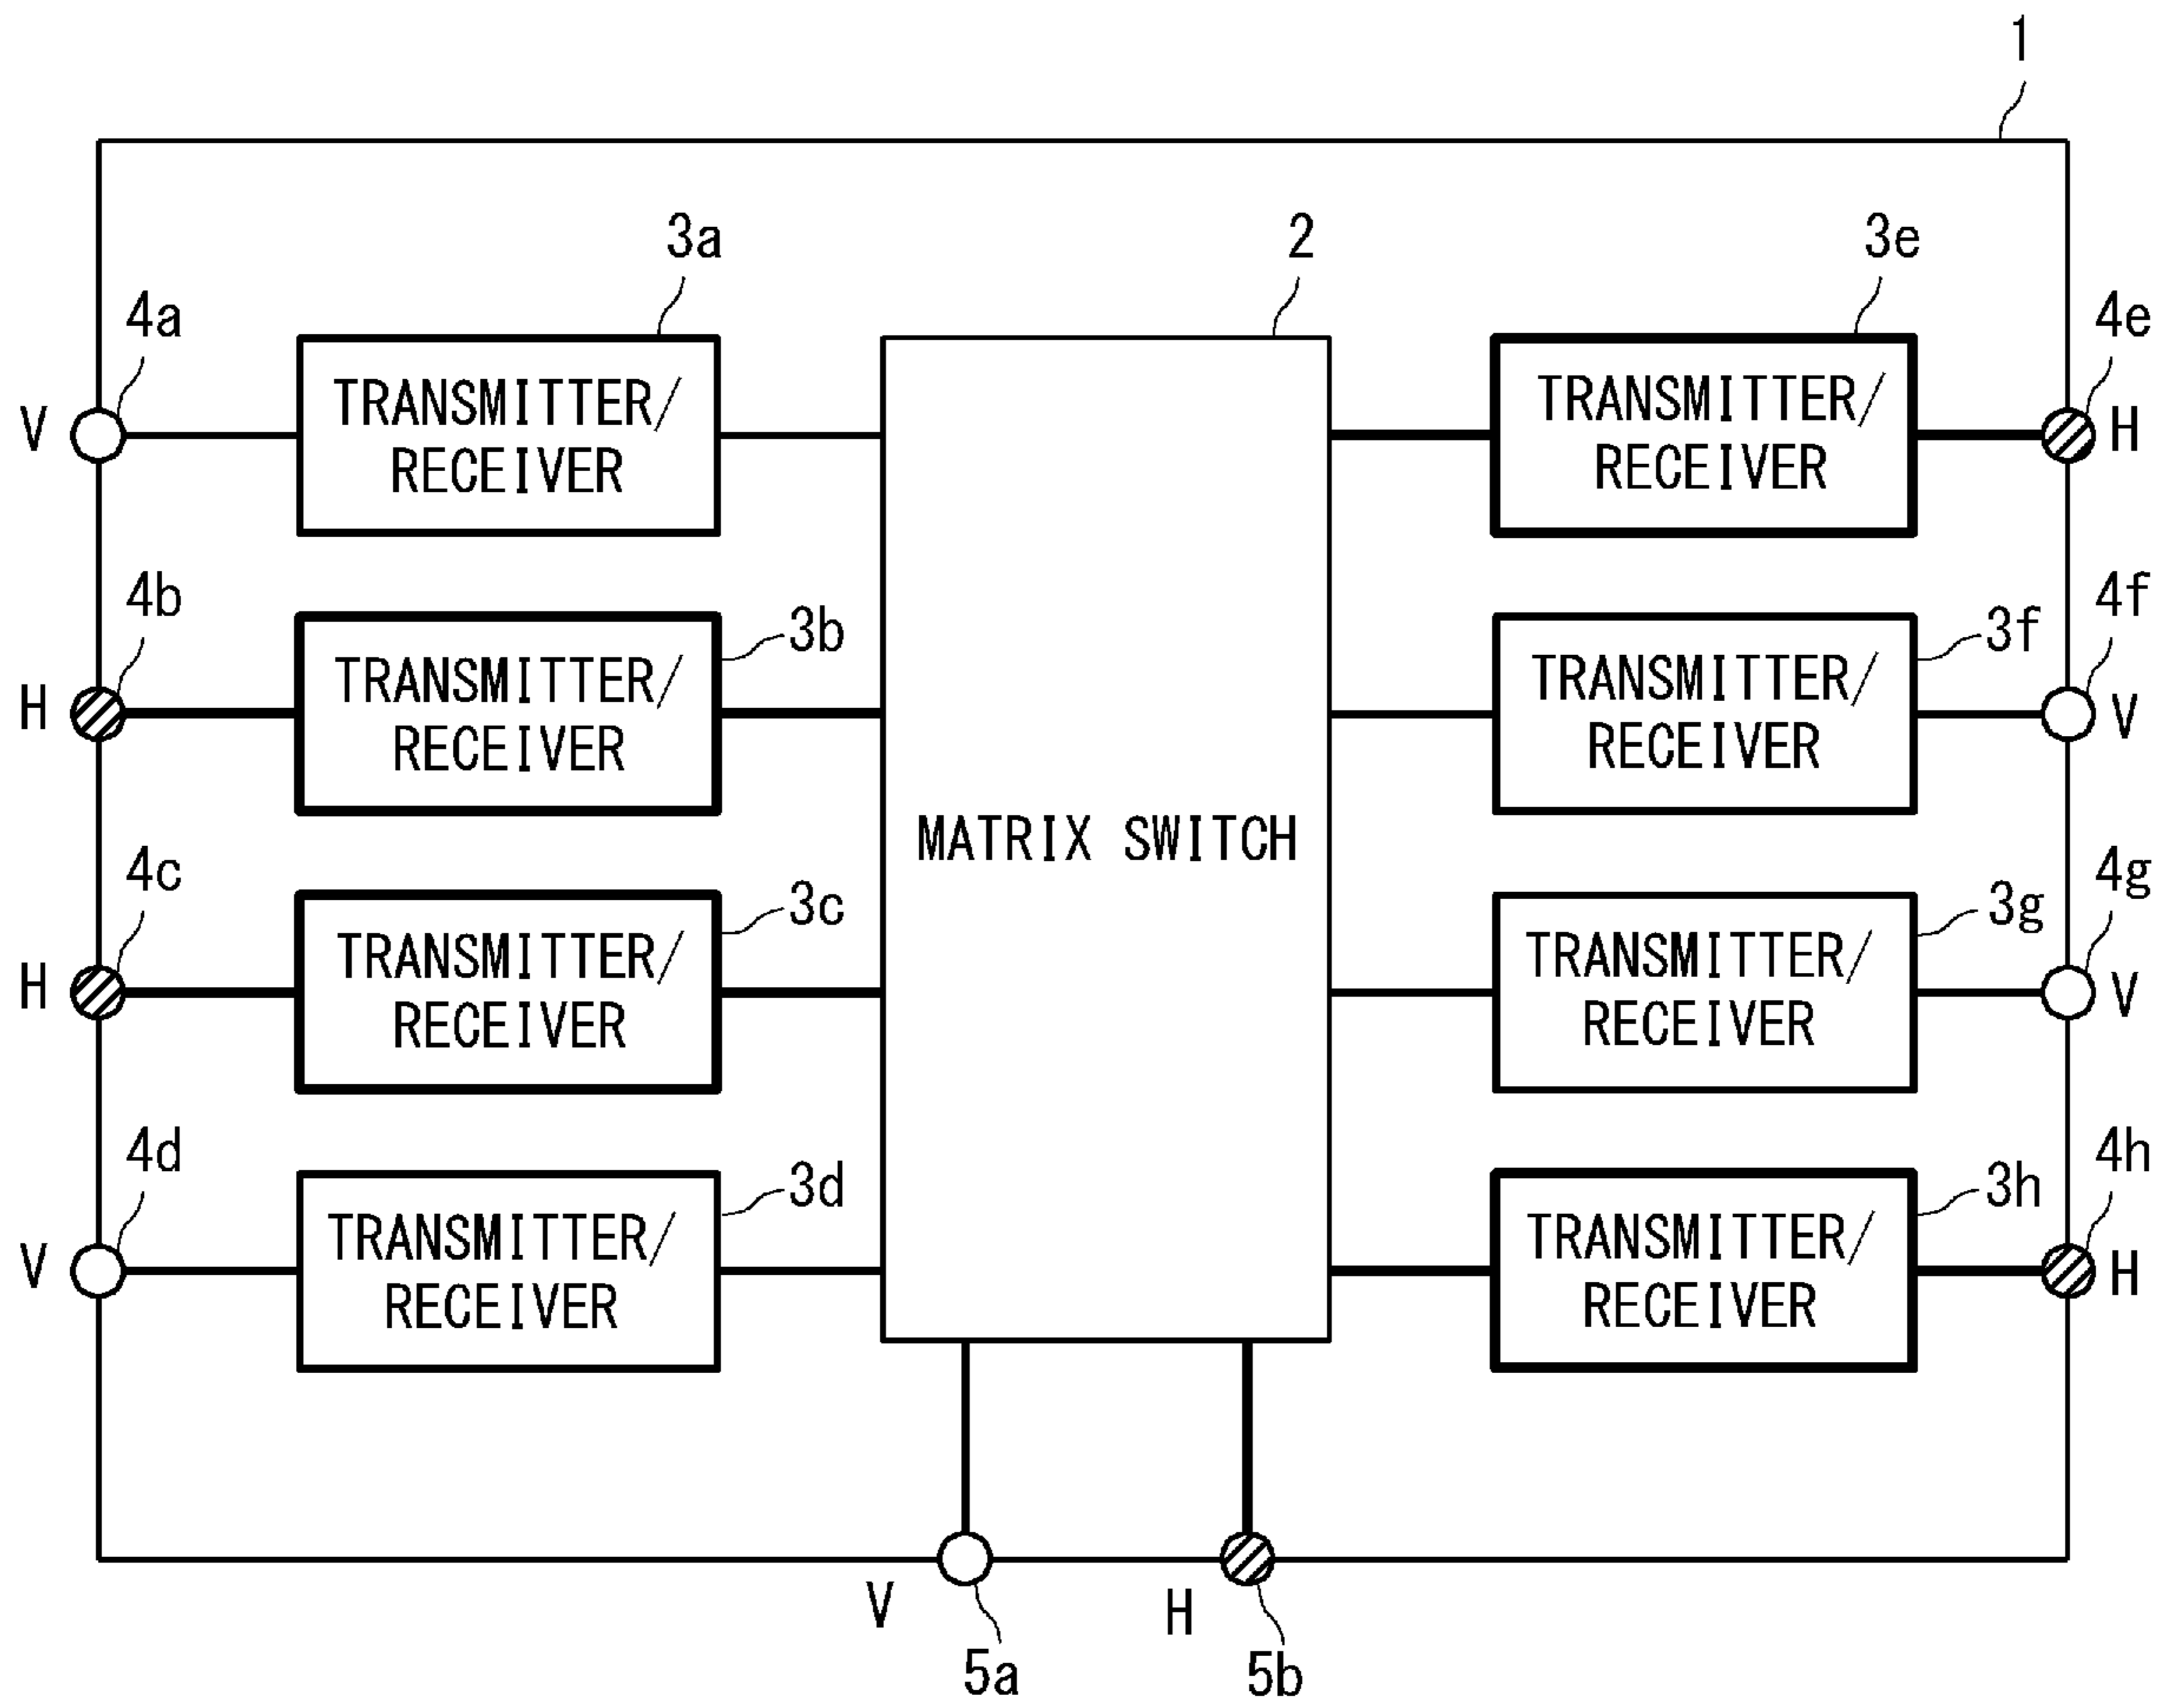 1
3a
2
3e
4a
4e
V
TRANSMITTER/
RECEIVER
TRANSMITTER/
RECEIVER
H
4b
3b
3f
4f
H
TRANSMITTER/
RECEIVER
TRANSMITTER/
RECEIVER
V
MATRIX SWITCH
4c
3c
3g
4g
H
TRANSMITTER/
RECEIVER
TRANSMITTER/
RECEIVER
V
4d
3d
3h
4h
V
TRANSMITTER/
RECEIVER
TRANSMITTER/
RECEIVER
H
V
H
5a
5b